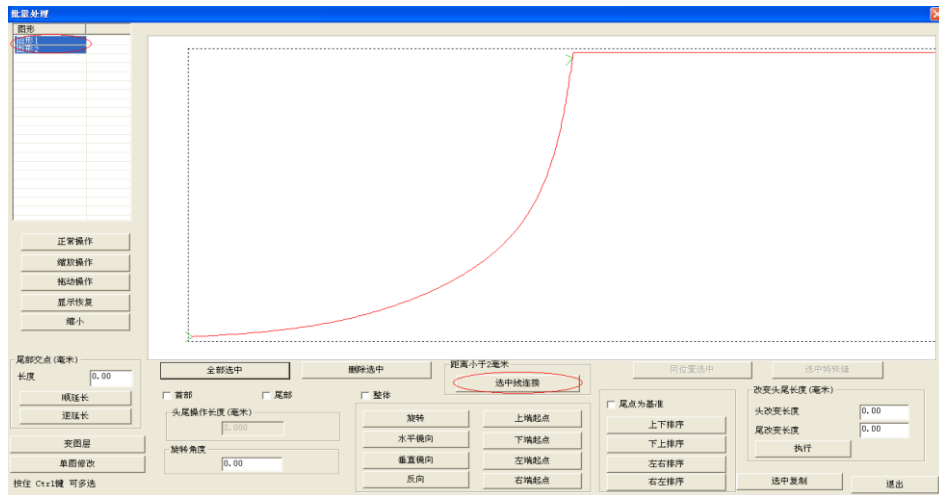 批量处理
图形
图形1
图形2
正常操作
缩放操作
拖动操作
显示恢复
缩小
尾部交点(毫米)
长度 0.00
顺延长
逆延长
变图层
单图修改
按住 Ctrl键 可多选
全部选中
删除选中
距离小于2毫米
选中线连接
同位置选中
选中特殊缝
首部
尾部
整体
头尾操作长度(毫米)
2.000
旋转角度
0.00
旋转
上端起点
水平镜向
下端起点
垂直镜向
左端起点
反向
右端起点
尾点为基准
上下排序
下上排序
左右排序
右左排序
改变头尾长度(毫米)
头改变长度 0.00
尾改变长度 0.00
执行
选中复制
退出